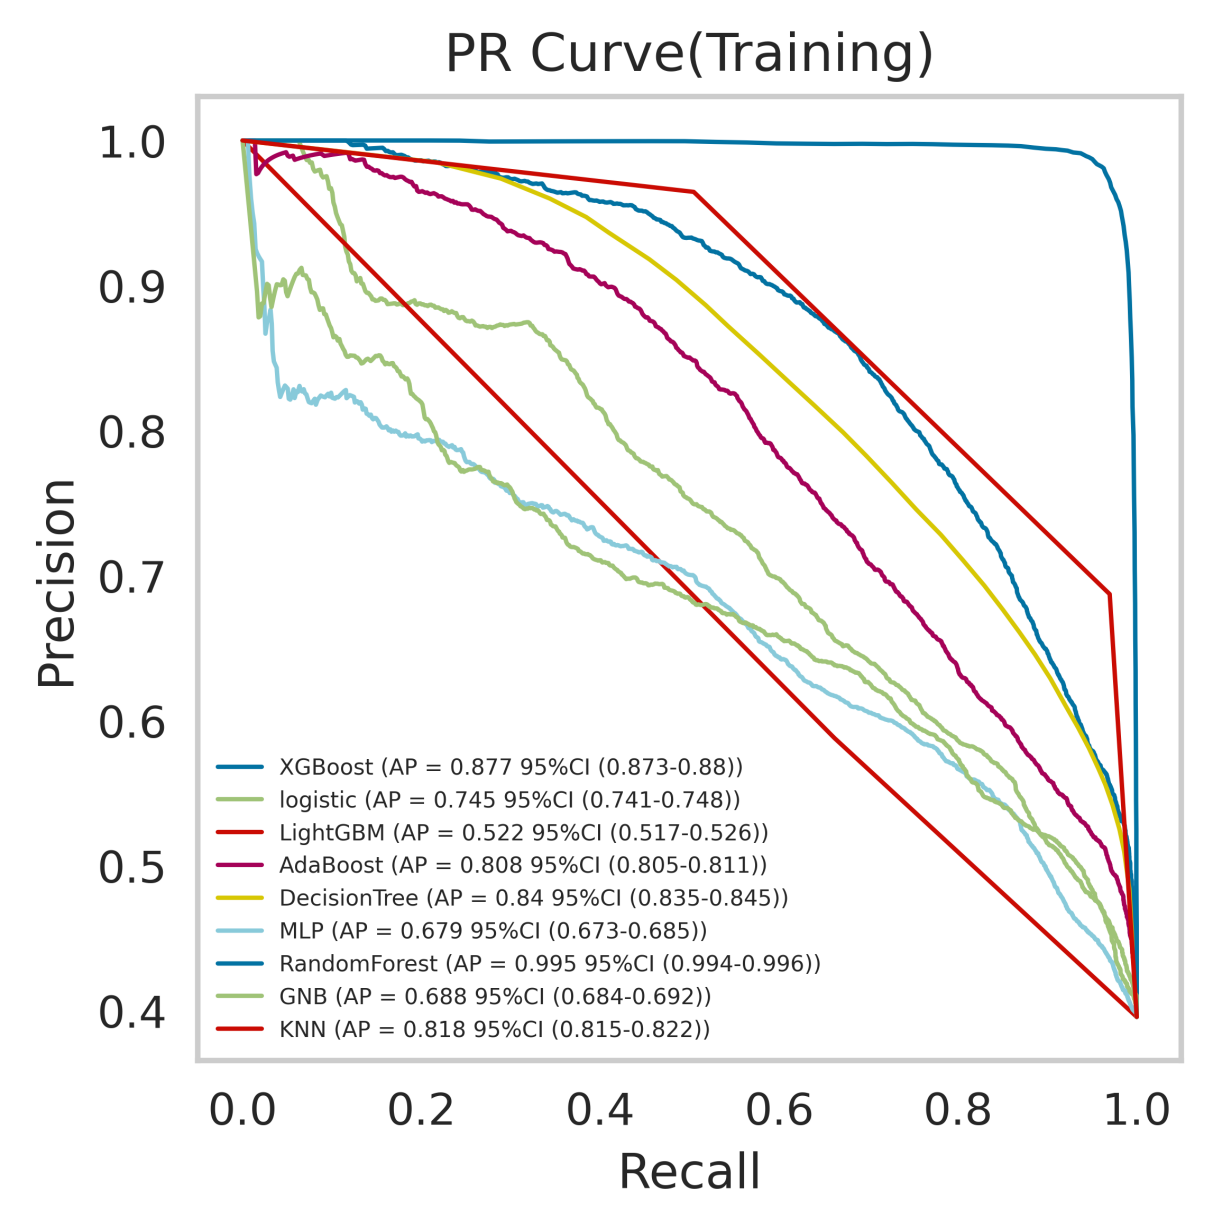 PR Curve(Training)
1.0
0.9
0.8
0.7
0.6
0.5
0.4
Precision
XGBoost (AP = 0.877 95%CI (0.873-0.88))
logistic (AP = 0.745 95%CI (0.741-0.748))
LightGBM (AP = 0.522 95%CI (0.517-0.526))
AdaBoost (AP = 0.808 95%CI (0.805-0.811))
DecisionTree (AP = 0.84 95%CI (0.835-0.845))
MLP (AP = 0.679 95%CI (0.673-0.685))
RandomForest (AP = 0.995 95%CI (0.994-0.996))
GNB (AP = 0.688 95%CI (0.684-0.692))
KNN (AP = 0.818 95%CI (0.815-0.822))
0.0 0.2 0.4 0.6 0.8 1.0
Recall